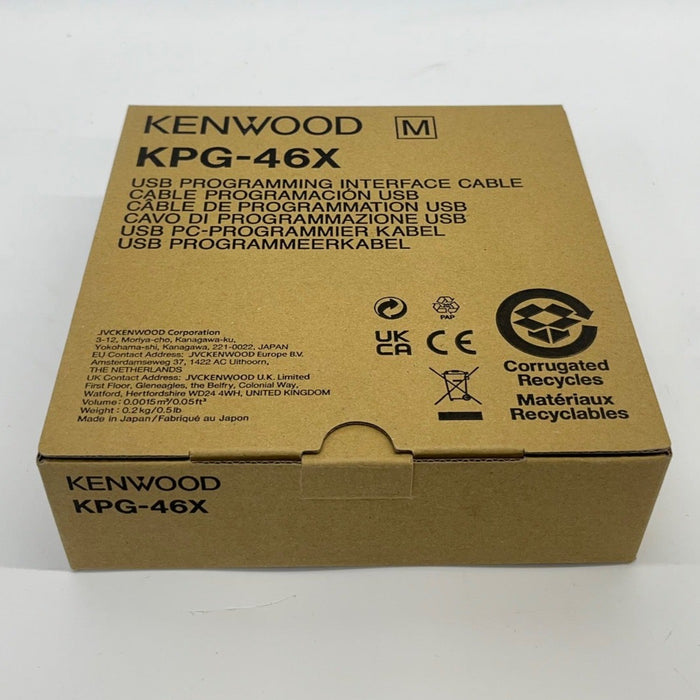 KENWOOD M
KPG-46X
USB PROGRAMMING INTERFACE CABLE
CABLE PROGRAMACIÓN USB
CÂBLE DE PROGRAMMATION USB
CAVO DI PROGRAMMAZIONE USB
USB PC-PROGRAMMIER KABEL
USB PROGRAMMEERKABEL
PAP
UK
CA
CE
JVCKENWOOD Corporation
3-12, Moriya-cho, Kanagawa-ku,
Yokohama-shi, Kanagawa, 221-0022, JAPAN
EU Contact Address: JVCKENWOOD Europe B.V.
Amsterdamseweg 37, 1422 AC Uithoorn,
THE NETHERLANDS
UK Contact Address: JVCKENWOOD U.K. Limited
First Floor, Gleneagles, the Belfry, Colonial Way,
Watford, Hertfordshire WD24 4WH, UNITED KINGDOM
Volume: 0.0015m³/0.05ft³
Weight: 0.2kg/0.5lb
Made in Japan/Fabriqué au Japon
Corrugated
Recycles
Matériaux
Recyclables
KENWOOD
KPG-46X